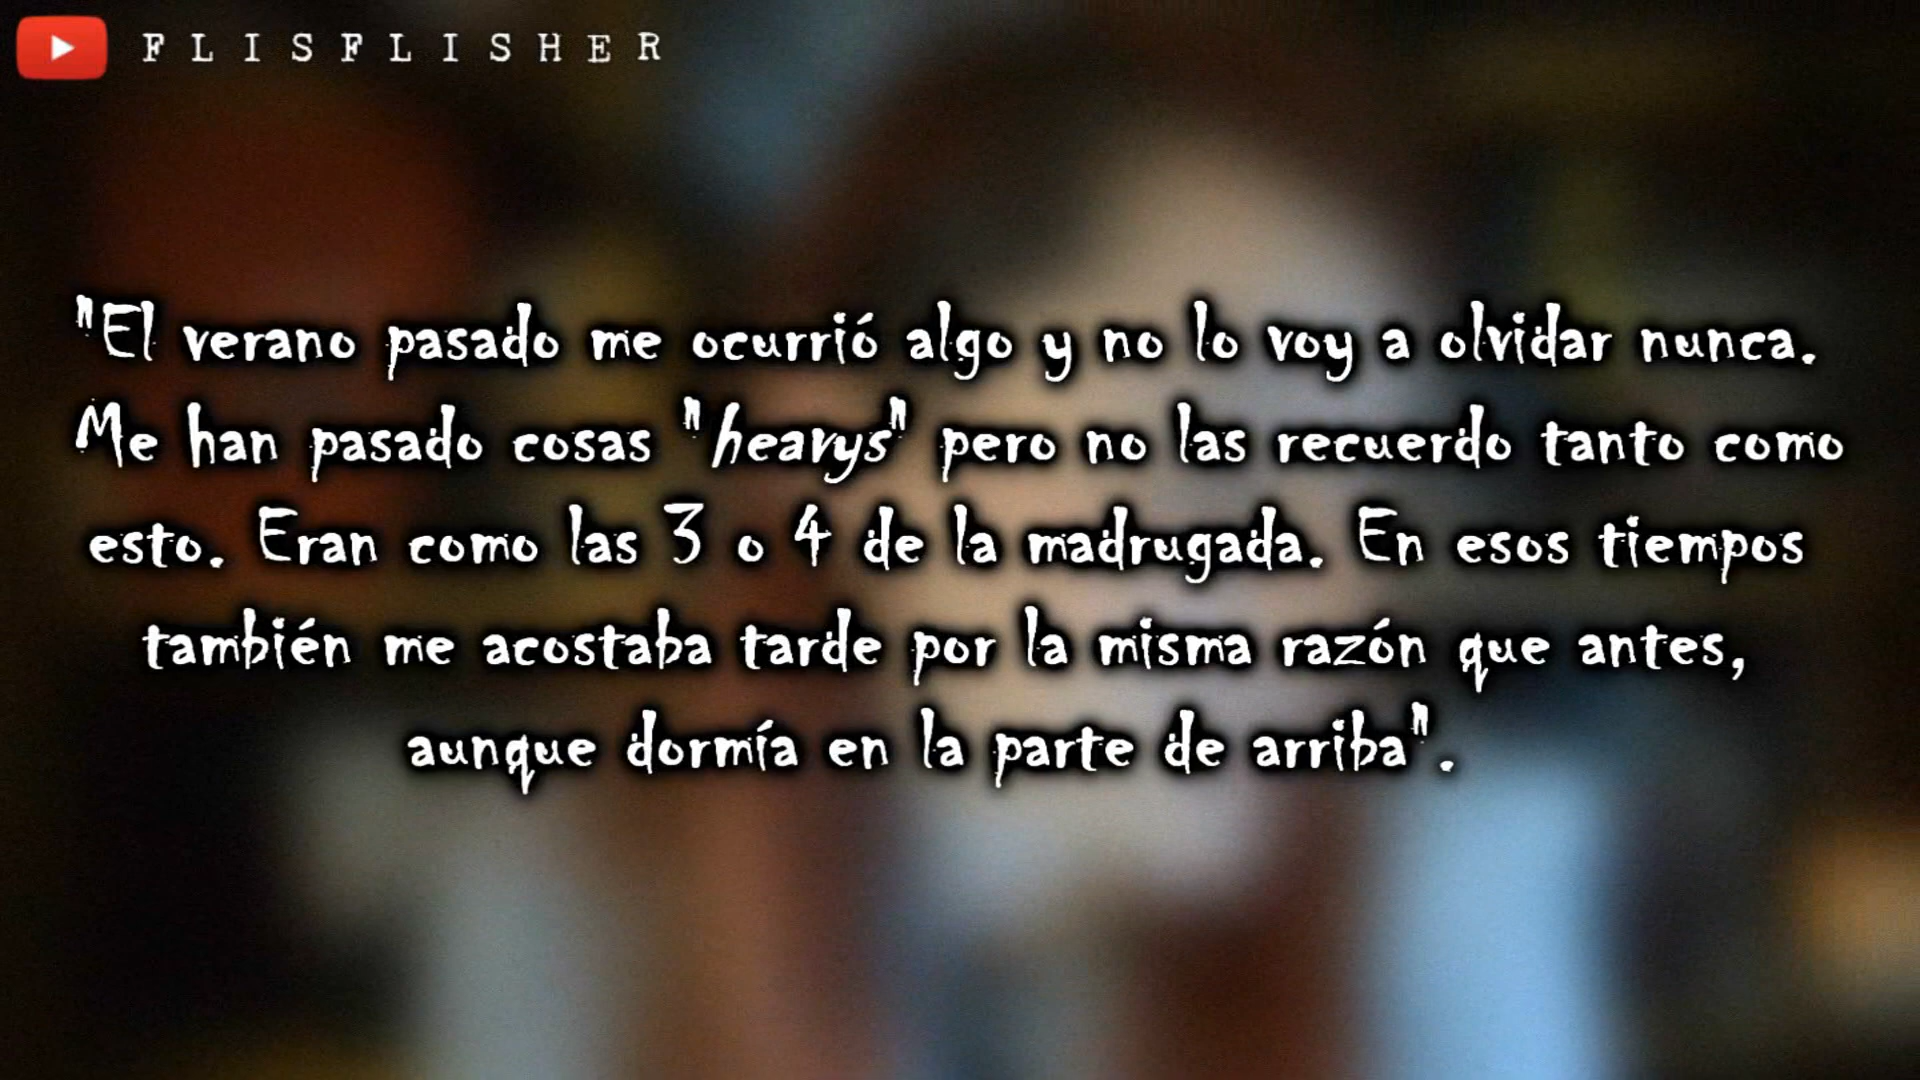 FLISFLISHER
"El verano pasado me ocurrió algo y no lo voy a olvidar nunca.
Me han pasado cosas "heavys" pero no las recuerdo tanto como
esto. Eran como las 3 o 4 de la madrugada. En esos tiempos
también me acostaba tarde por la misma razón que antes,
aunque dormía en la parte de arriba".